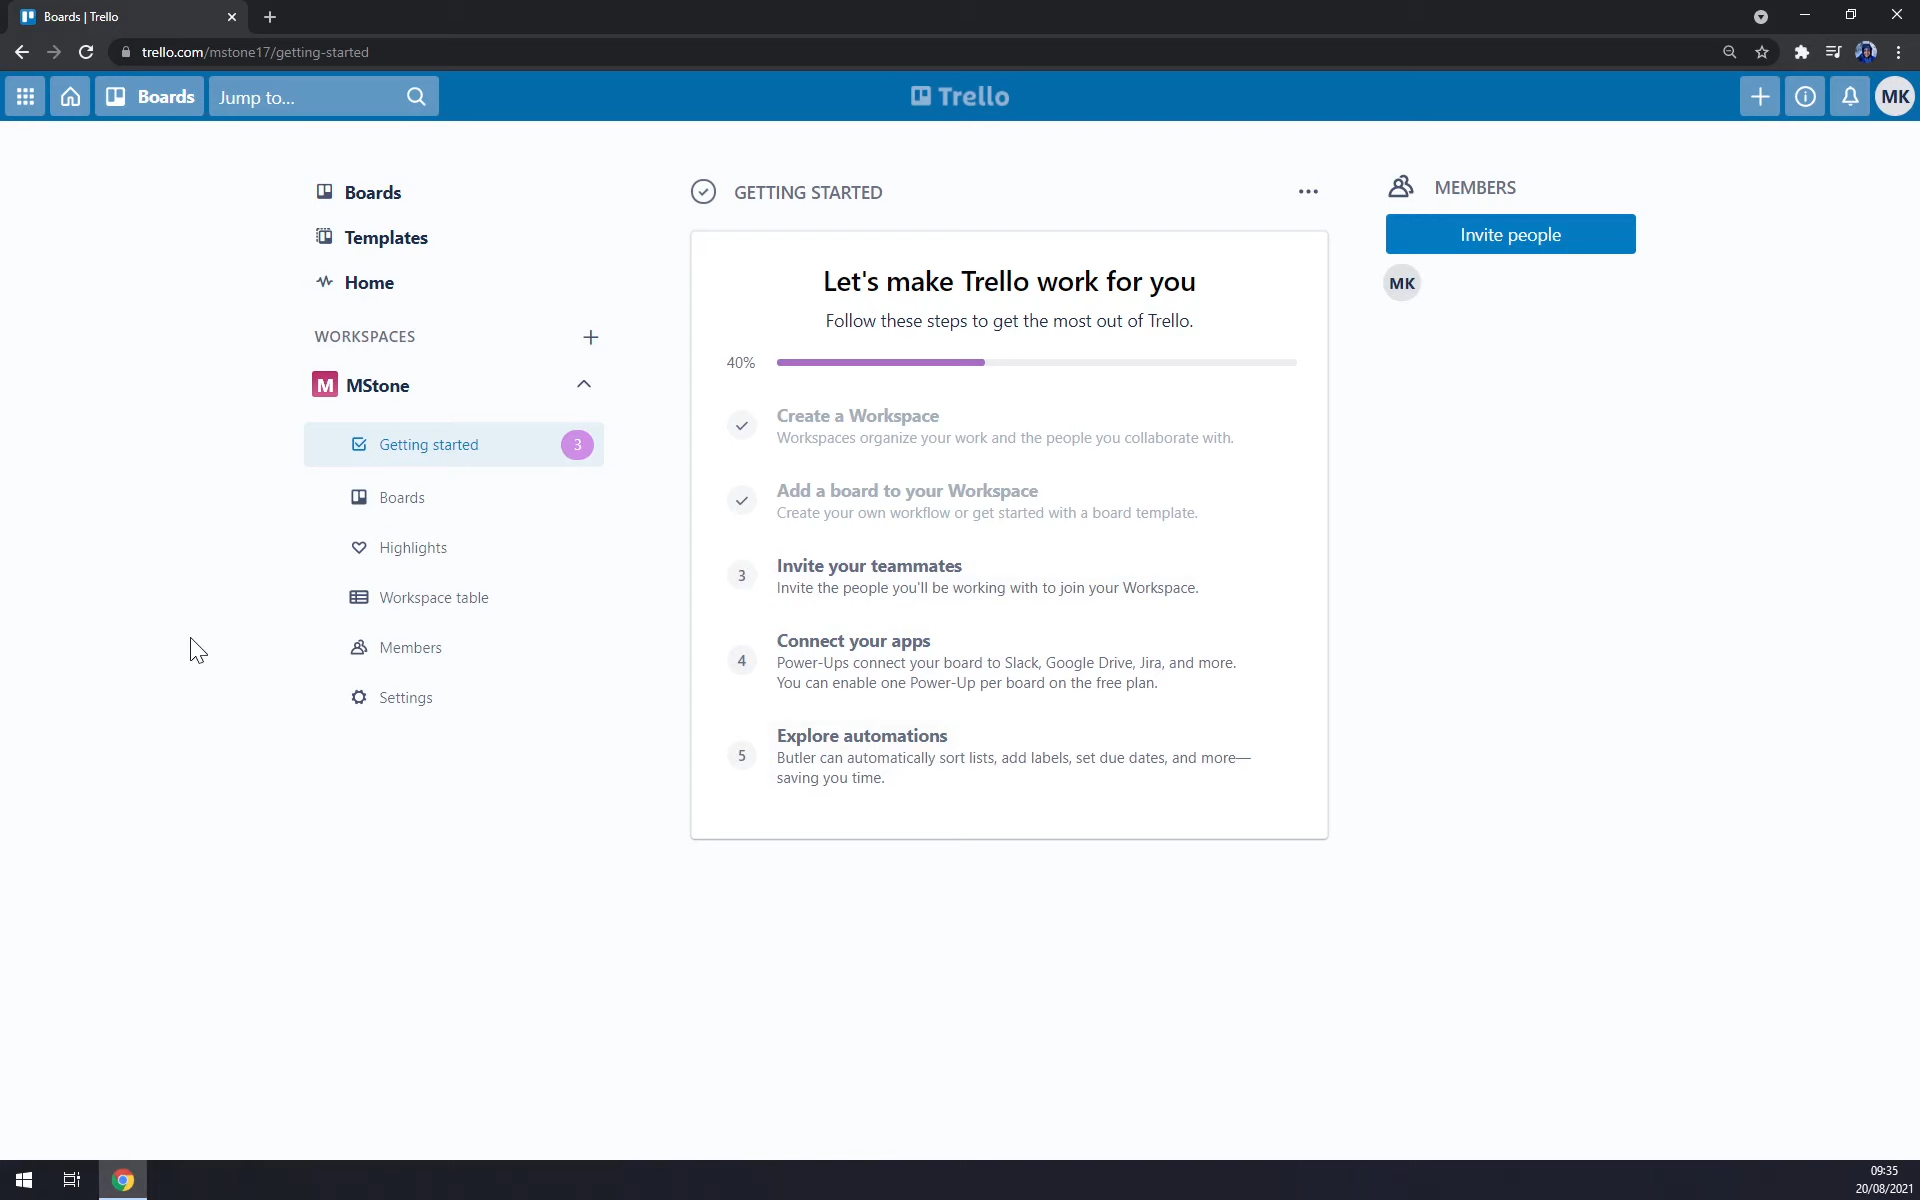 Boards | Trello
trello.com/mstone17/getting-started
Boards
Jump to...
Trello
MK
Boards
Templates
Home
WORKSPACES
M MStone
Getting started 3
Boards
Highlights
Workspace table
Members
Settings
GETTING STARTED
Let's make Trello work for you
Follow these steps to get the most out of Trello.
40%
Create a Workspace
Workspaces organize your work and the people you collaborate with.
Add a board to your Workspace
Create your own workflow or get started with a board template.
3 Invite your teammates
Invite the people you'll be working with to join your Workspace.
4 Connect your apps
Power-Ups connect your board to Slack, Google Drive, Jira, and more.
You can enable one Power-Up per board on the free plan.
5 Explore automations
Butler can automatically sort lists, add labels, set due dates, and more—
saving you time.
MEMBERS
Invite people
MK
09:35
20/08/2021